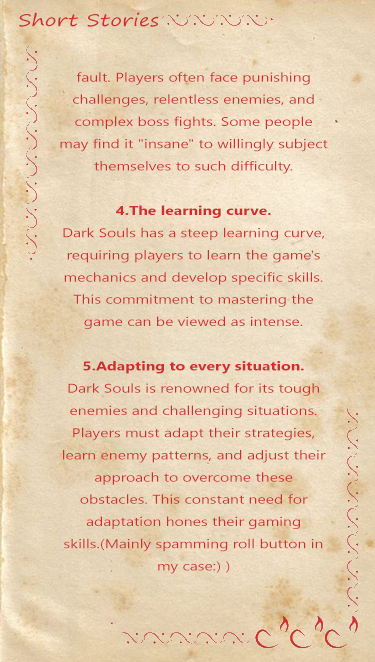 Short Stories
fault. Players often face punishing
challenges, relentless enemies, and
complex boss fights. Some people
may find it "insane" to willingly subject
themselves to such difficulty.
4.The learning curve.
Dark Souls has a steep learning curve,
requiring players to learn the game's
mechanics and develop specific skills.
This commitment to mastering the
game can be viewed as intense.
5.Adapting to every situation.
Dark Souls is renowned for its tough
enemies and challenging situations.
Players must adapt their strategies,
learn enemy patterns, and adjust their
approach to overcome these
obstacles. This constant need for
adaptation hones their gaming
skills.(Mainly spamming roll button in
my case:) )